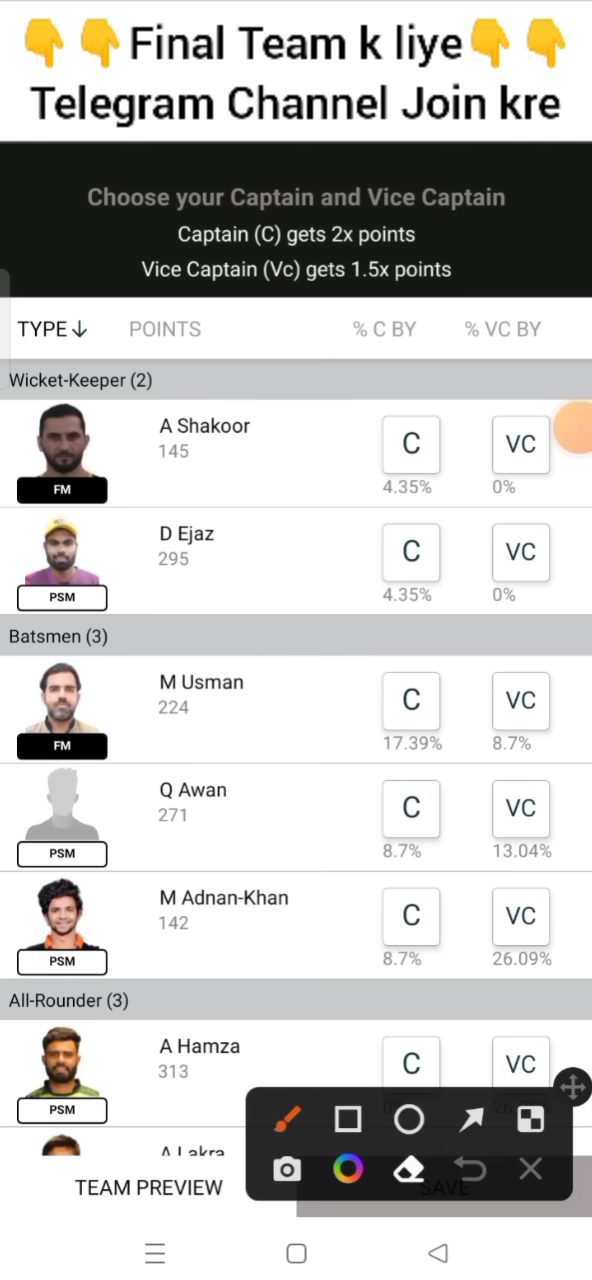 👇👇Final Team k liye👇👇
Telegram Channel Join kre
Choose your Captain and Vice Captain
Captain (C) gets 2x points
Vice Captain (Vc) gets 1.5x points
TYPE↓ POINTS % C BY % VC BY
Wicket-Keeper (2)
A Shakoor
145
C VC
FM
4.35% 0%
D Ejaz
295
C VC
PSM
4.35% 0%
Batsmen (3)
M Usman
224
C VC
FM
17.39% 8.7%
Q Awan
271
C VC
PSM
8.7% 13.04%
M Adnan-Khan
142
C VC
PSM
8.7% 26.09%
All-Rounder (3)
A Hamza
313
C VC
PSM
A Lakra
TEAM PREVIEW SAVE